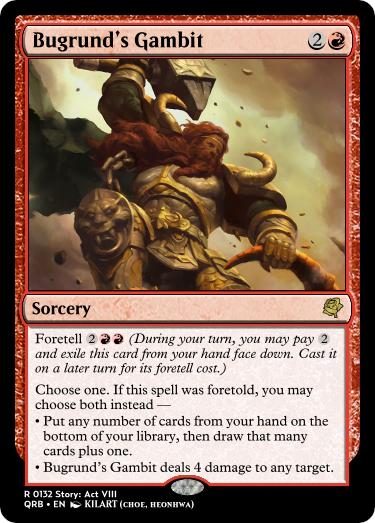 Bugrund's Gambit 2
Sorcery
Foretell 2 (During your turn, you may pay 2
and exile this card from your hand face down. Cast it
on a later turn for its foretell cost.)
Choose one. If this spell was foretold, you may
choose both instead —
• Put any number of cards from your hand on the
bottom of your library, then draw that many
cards plus one.
• Bugrund's Gambit deals 4 damage to any target.
R 0132 Story: Act VIII
QRB • EN KILART (CHOE, HEONHWA)